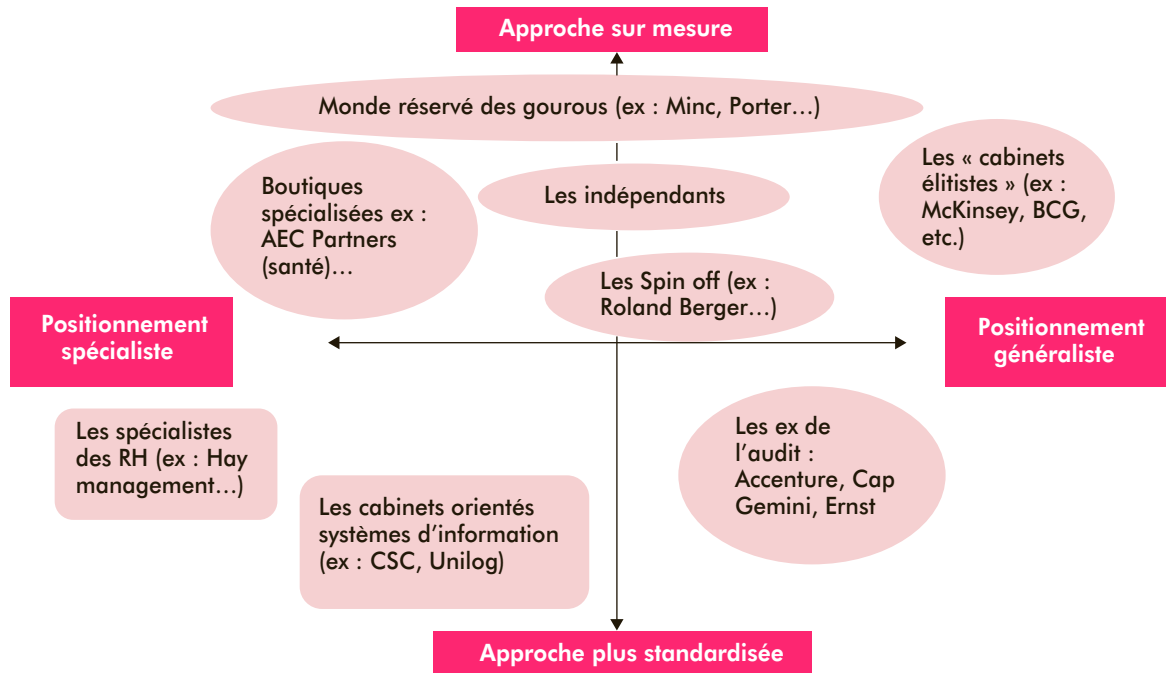 Approche sur mesure
Monde réservé des gourous (ex : Minc, Porter…)
Boutiques
spécialisées ex :
AEC Partners
(santé)…
Les indépendants
Les « cabinets
élitistes » (ex :
McKinsey, BCG,
etc.)
Les Spin off (ex :
Roland Berger…)
Positionnement
spécialiste
Positionnement
généraliste
Les spécialistes
des RH (ex : Hay
management…)
Les cabinets orientés
systèmes d’information
(ex : CSC, Unilog)
Les ex de
l’audit :
Accenture, Cap
Gemini, Ernst
Approche plus standardisée